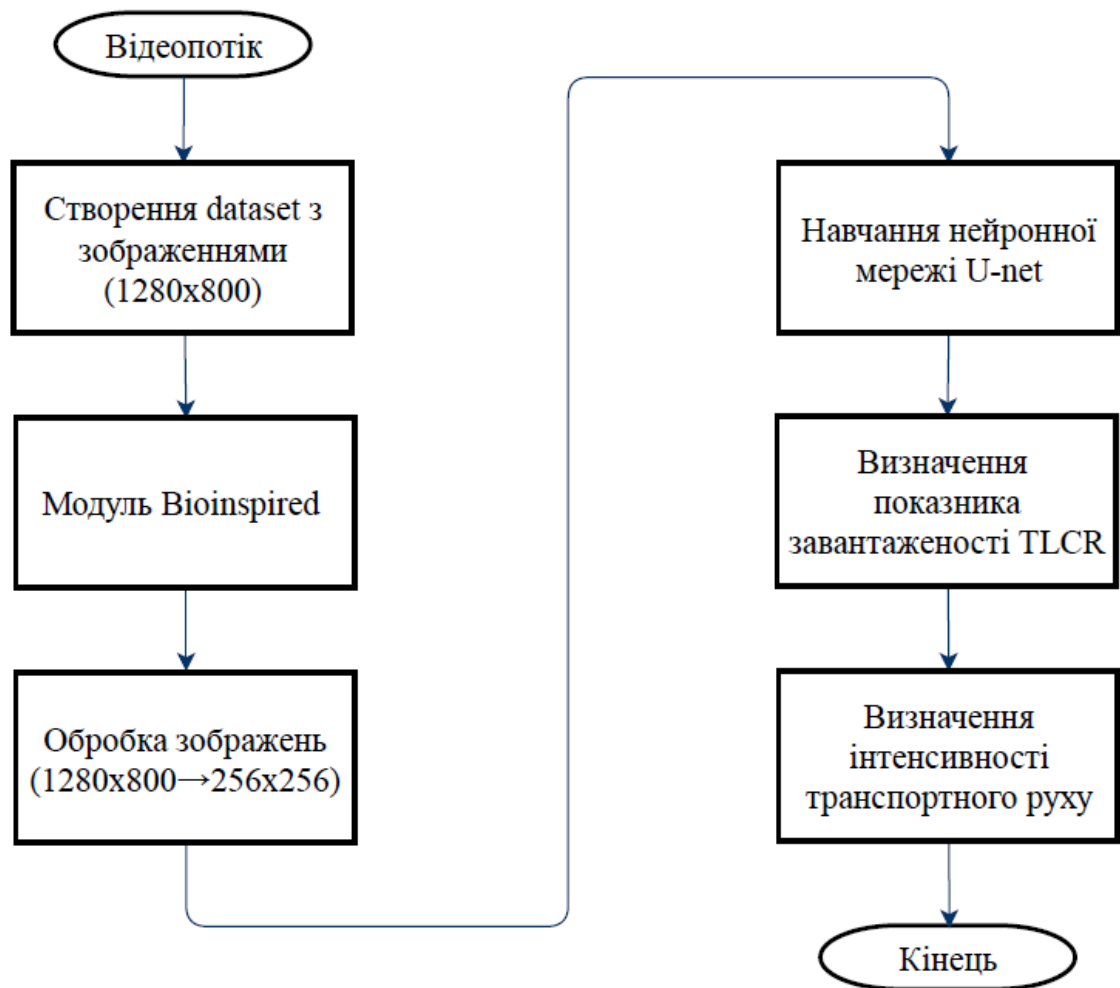 Відеопотік
Створення dataset з
зображеннями
(1280x800)
Модуль Bioinspired
Обробка зображень
(1280x800→256x256)
Навчання нейронної
мережі U-net
Визначення
показника
завантаженості TLCR
Визначення
інтенсивності
транспортного руху
Кінець